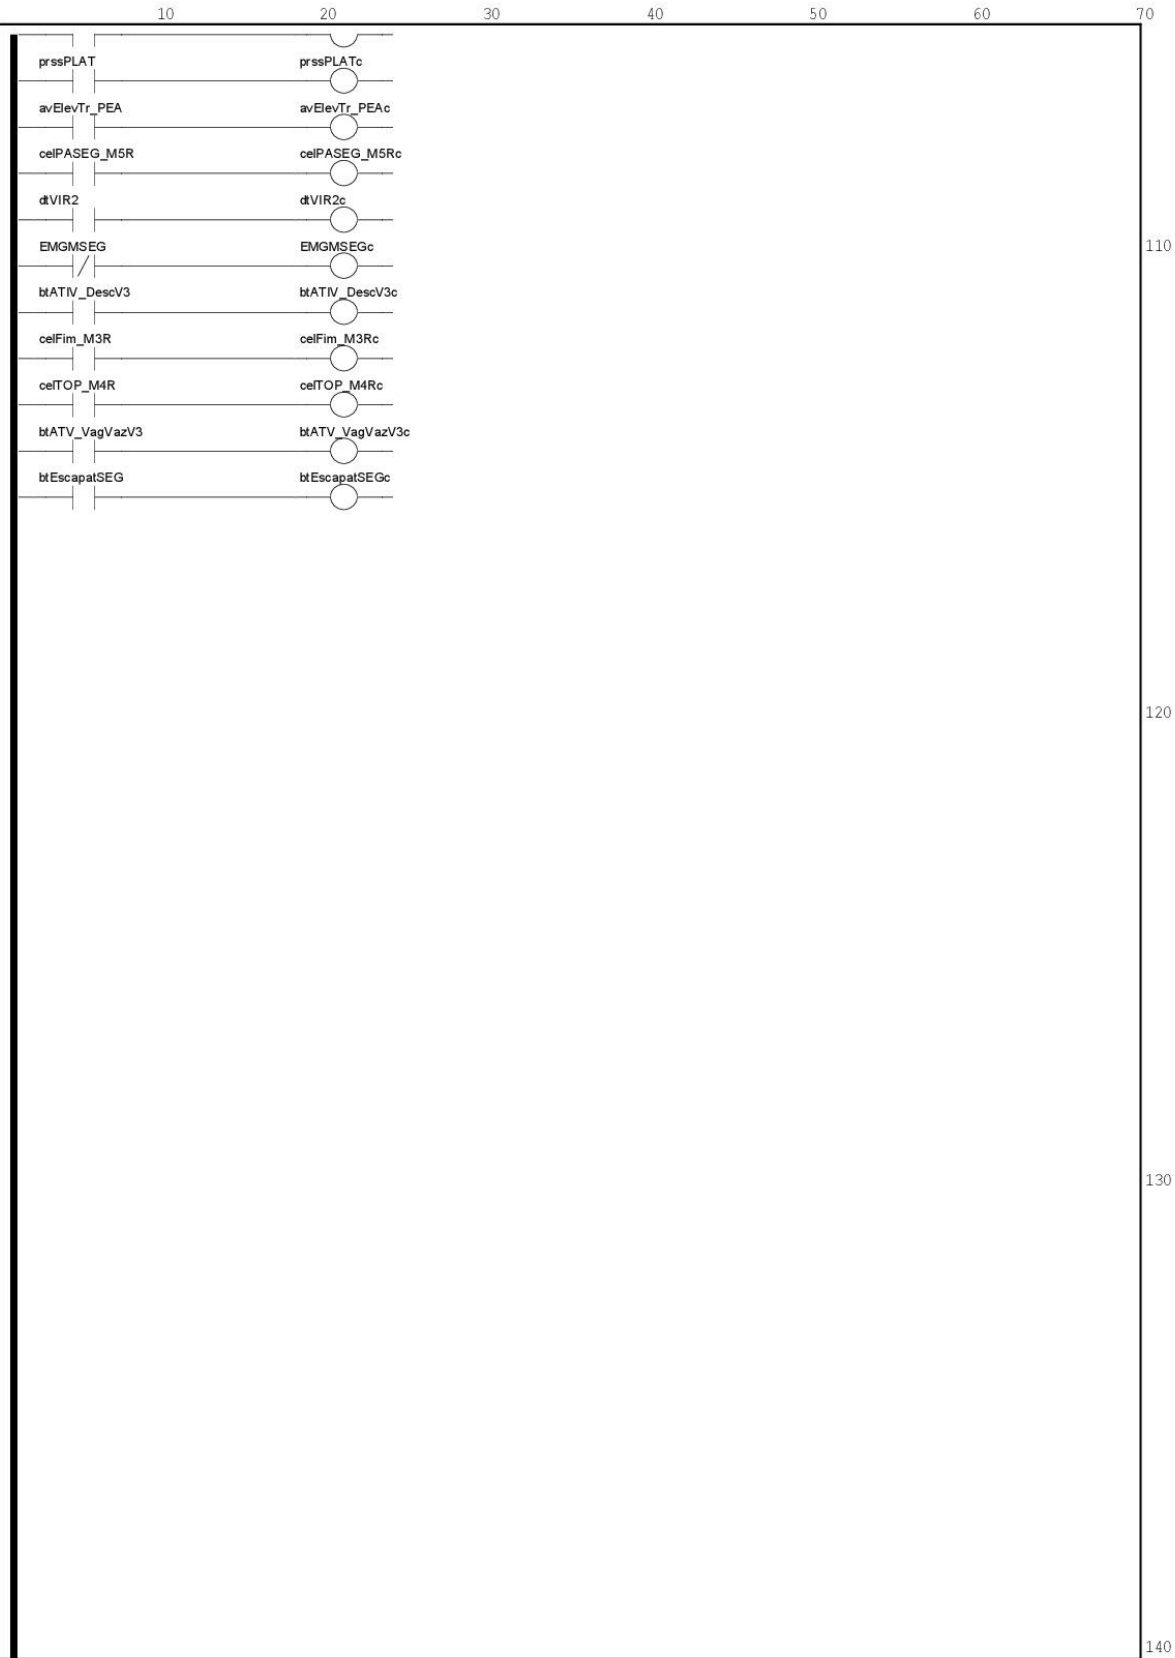 10 20 30 40 50 60 70
prssPLAT prssPLATc
avElevTr_PEA avElevTr_PEAc
celPASEG_M5R celPASEG_M5Rc
dtVIR2 dtVIR2c
EMGMSEG EMGMSEGc 110
btATIV_DescV3 btATIV_DescV3c
celFim_M3R celFim_M3Rc
celTOP_M4R celTOP_M4Rc
btATV_VagVazV3 btATV_VagVazV3c
btEscapatSEG btEscapatSEGc
120
130
140